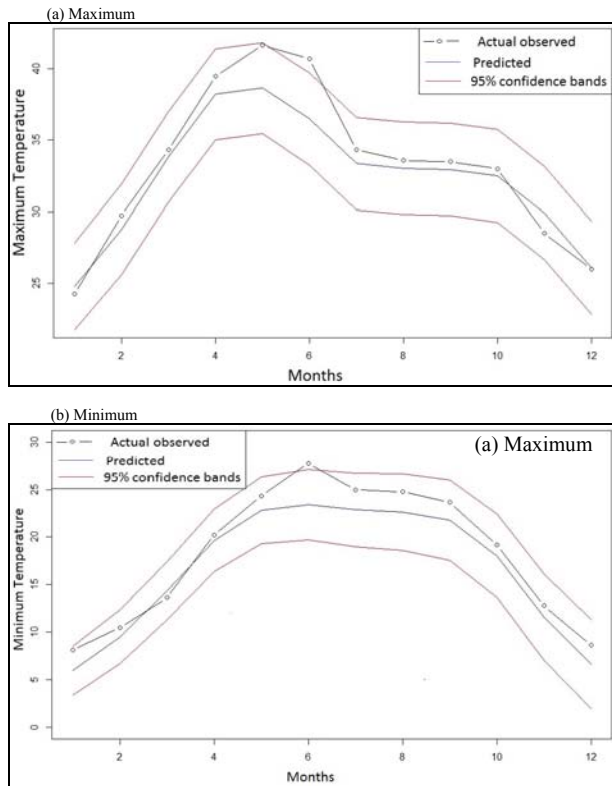 (a) Maximum
Actual observed
Predicted
95% confidence bands
Maximum Temperature
40
35
30
25
2
4
6
8
10
12
Months
(b) Minimum
(a) Maximum
Actual observed
Predicted
95% confidence bands
Minimum Temperature
30
25
20
15
10
5
0
2
4
6
8
10
12
Months